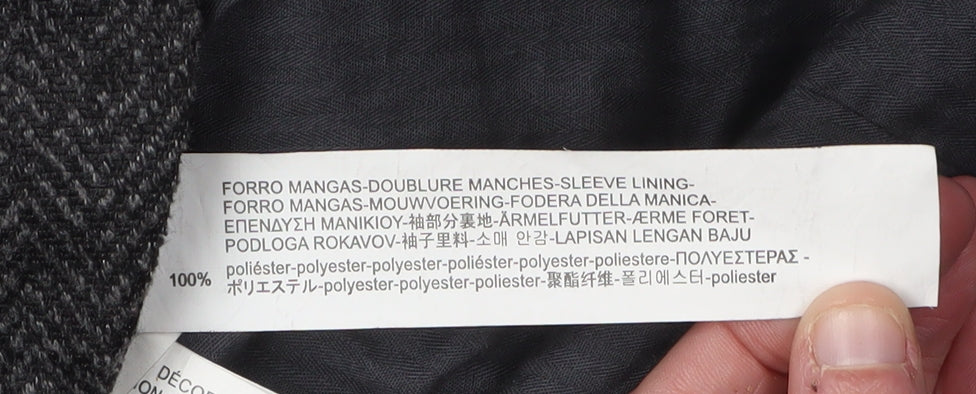 FORRO MANGAS-DOUBLURE MANCHES-SLEEVE LINING-
FORRO MANGAS-MOUWVOERING-FODERA DELLA MANICA-
ΕΠΕΝΔΥΣΗ ΜΑΝΙΚΙΟΥ-袖部分裏地-ÄRMELFUTTER-ÆRME FORET-
PODLOGA ROKAVOV-袖子里料-소매 안감-LAPISAN LENGAN BAJU
100% poliéster-polyester-polyester-poliéster-polyester-poliestere-ΠΟΛΥΕΣΤΕΡΑΣ -
ポリエステル-polyester-polyester-poliester-聚酯纤维-폴리에스터-poliester